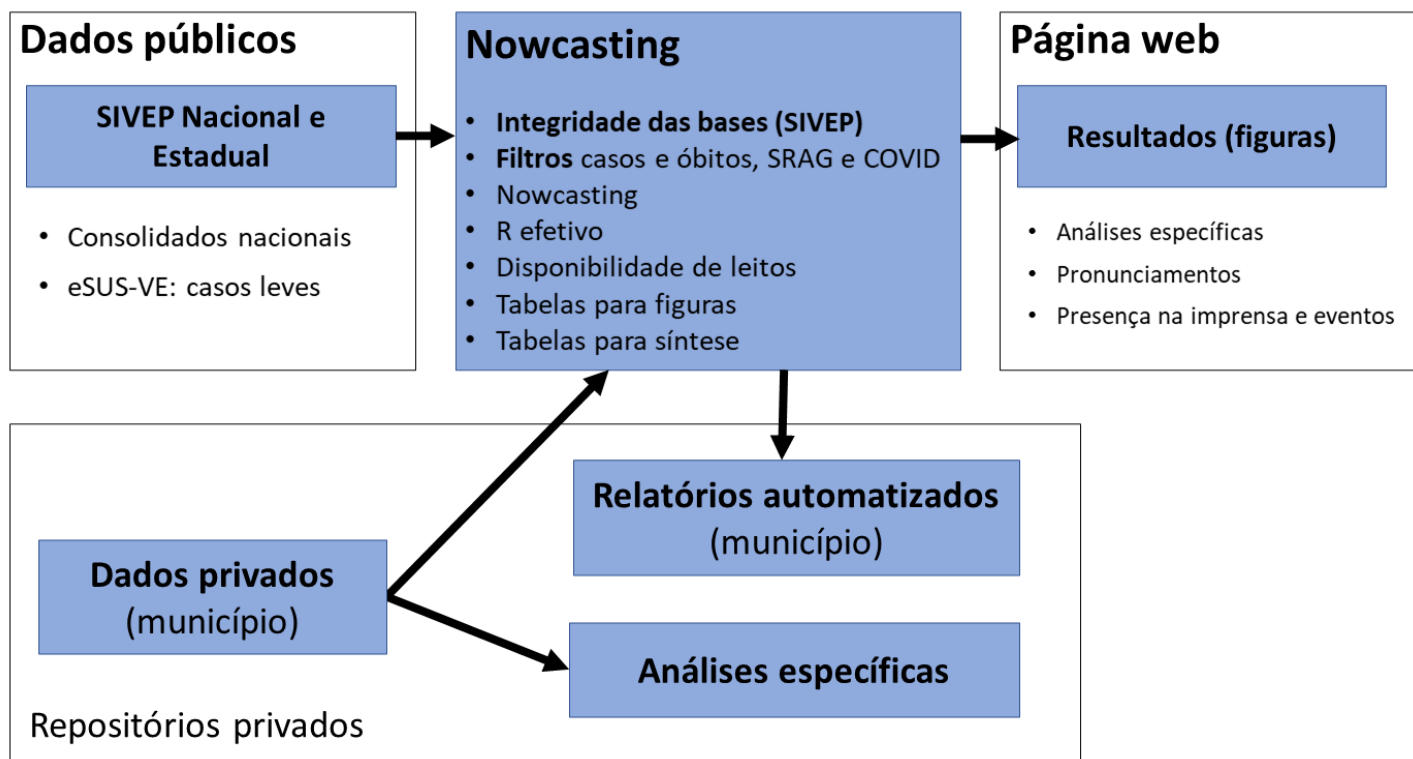 Dados públicos
SIVEP Nacional e
Estadual
• Consolidados nacionais
• eSUS-VE: casos leves
Nowcasting
• Integridade das bases (SIVEP)
• Filtros casos e óbitos, SRAG e COVID
• Nowcasting
• R efetivo
• Disponibilidade de leitos
• Tabelas para figuras
• Tabelas para síntese
Página web
Resultados (figuras)
• Análises específicas
• Pronunciamentos
• Presença na imprensa e eventos
Relatórios automatizados
(município)
Dados privados
(município)
Análises específicas
Repositórios privados